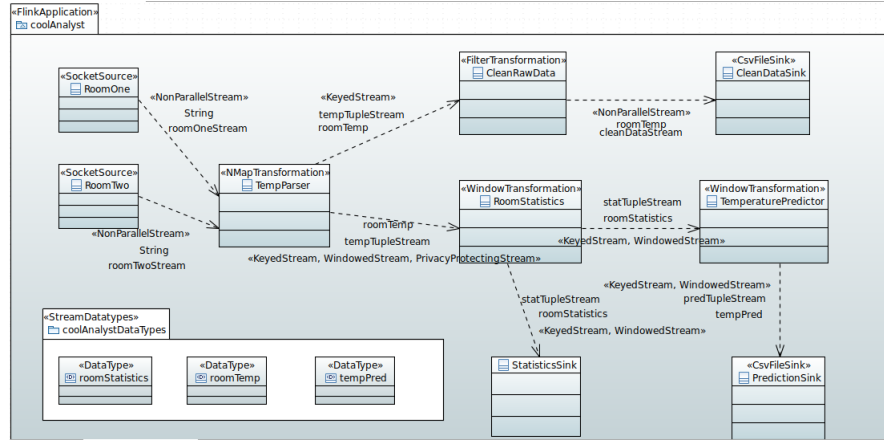 «FlinkApplication»
coolAnalyst
«SocketSource»
RoomOne
«NonParallelStream»
String
roomOneStream
«KeyedStream»
tempTupleStream
roomTemp
«FilterTransformation»
CleanRawData
«NonParallelStream»
roomTemp
cleanDataStream
«CsvFileSink»
CleanDataSink
«SocketSource»
RoomTwo
«NonParallelStream»
String
roomTwoStream
«NMapTransformation»
TempParser
roomTemp
tempTupleStream
«KeyedStream, WindowedStream, PrivacyProtectingStream»
«WindowTransformation»
RoomStatistics
statTupleStream
roomStatistics
«KeyedStream, WindowedStream»
«WindowTransformation»
TemperaturePredictor
«KeyedStream, WindowedStream»
predTupleStream
tempPred
statTupleStream
roomStatistics
«KeyedStream, WindowedStream»
StatisticsSink
«CsvFileSink»
PredictionSink
«StreamDatatypes»
coolAnalystDataTypes
«DataType»
roomStatistics
«DataType»
roomTemp
«DataType»
tempPred